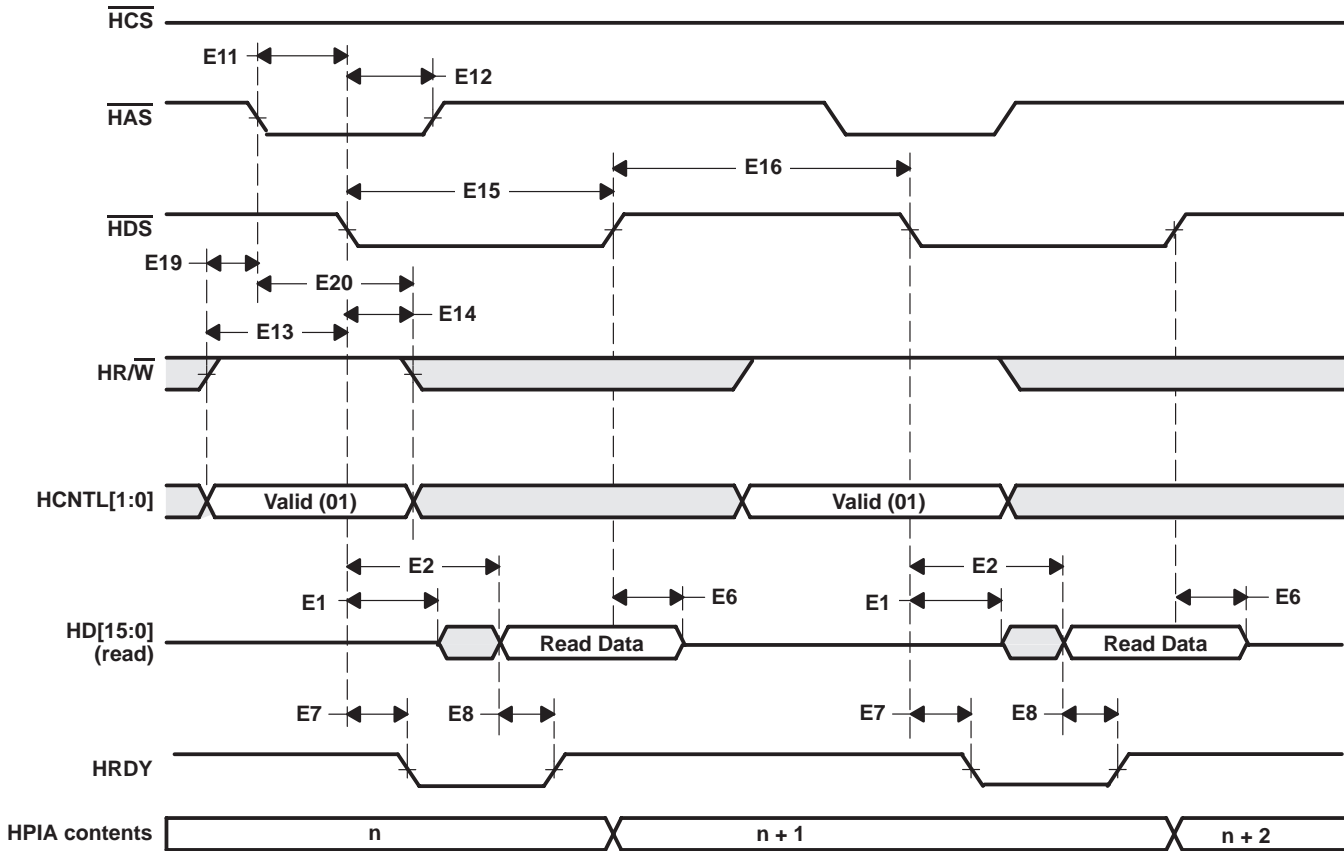 HCS
E11
E12
HAS
E16
E15
HDS
E19
E20
E14
E13
HR/W
HCNTL[1:0]
Valid (01)
Valid (01)
E2
E2
E1
E6
E1
E6
HD[15:0]
(read)
Read Data
Read Data
E7
E8
E7
E8
HRDY
HPIA contents
n
n + 1
n + 2